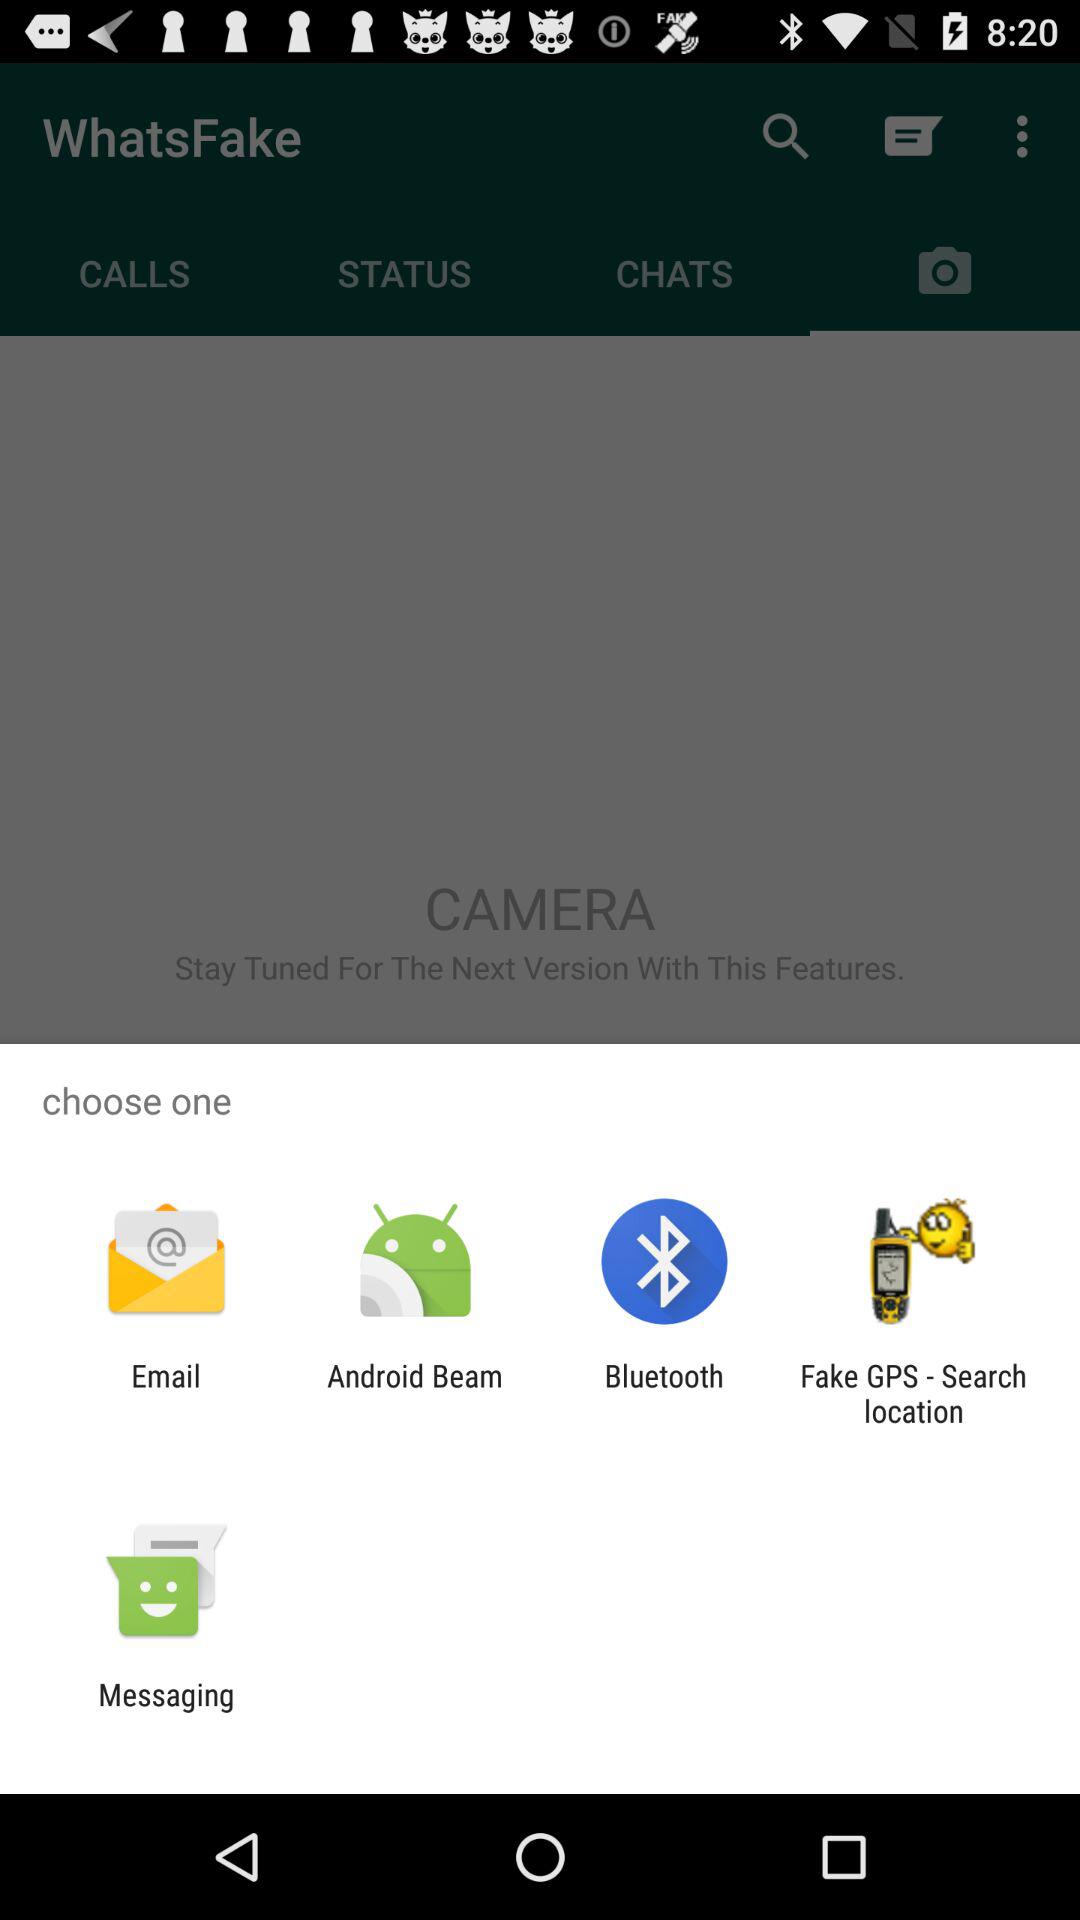 FAKE
8:20
WhatsFake
CALLS STATUS CHATS
CAMERA
Stay Tuned For The Next Version With This Features.
choose one
Email Android Beam Bluetooth Fake GPS - Search
location
Messaging